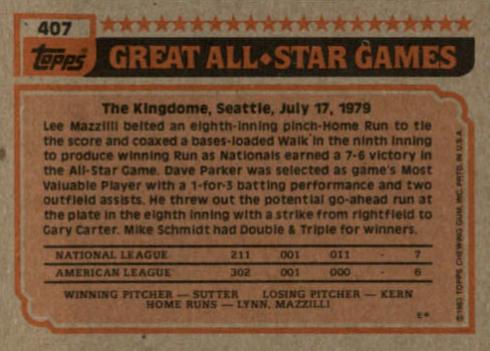 407
Topps GREAT ALL-STAR GAMES
The Kingdome, Seattle, July 17, 1979
Lee Mazzilli belted an eighth-inning pinch-Home Run to tie
the score and coaxed a bases-loaded Walk in the ninth inning
to produce winning Run as Nationals earned a 7-6 victory in
the All-Star Game. Dave Parker was selected as game's Most
Valuable Player with a 1-for-3 batting performance and two
outfield assists. He threw out the potential go-ahead run at
the plate in the eighth inning with a strike from rightfield to
Gary Carter. Mike Schmidt had Double & Triple for winners.
NATIONAL LEAGUE 211 001 011 - 7
AMERICAN LEAGUE 302 001 000 - 6
WINNING PITCHER — SUTTER LOSING PITCHER — KERN
HOME RUNS — LYNN, MAZZILLI
E*
©1983 TOPPS CHEWING GUM, INC. PRTD. IN U.S.A.